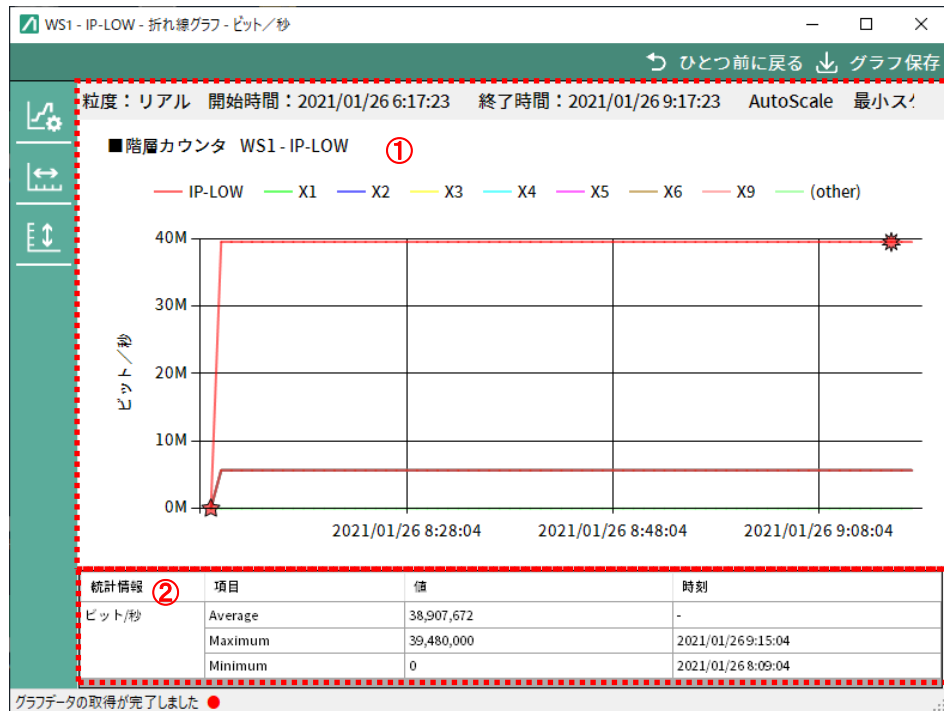 WS1 - IP-LOW - 折れ線グラフ - ビット／秒
ひとつ前に戻る グラフ保存
粒度：リアル 開始時間：2021/01/26 6:17:23 終了時間：2021/01/26 9:17:23 AutoScale 最小スケ
■階層カウンタ WS1 - IP-LOW ①
IP-LOW X1 X2 X3 X4 X5 X6 X9 (other)
40M
30M
20M
10M
0M
ビット／秒
2021/01/26 8:28:04 2021/01/26 8:48:04 2021/01/26 9:08:04
統計情報 ② 項目 値 時刻
ビット/秒 Average 38,907,672 -
Maximum 39,480,000 2021/01/26 9:15:04
Minimum 0 2021/01/26 8:09:04
グラフデータの取得が完了しました